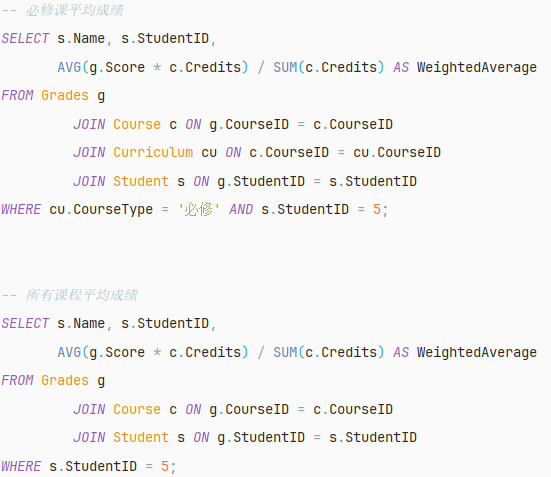 -- 必修课平均成绩
SELECT s.Name, s.StudentID,
AVG(g.Score * c.Credits) / SUM(c.Credits) AS WeightedAverage
FROM Grades g
JOIN Course c ON g.CourseID = c.CourseID
JOIN Curriculum cu ON c.CourseID = cu.CourseID
JOIN Student s ON g.StudentID = s.StudentID
WHERE cu.CourseType = '必修' AND s.StudentID = 5;
-- 所有课程平均成绩
SELECT s.Name, s.StudentID,
AVG(g.Score * c.Credits) / SUM(c.Credits) AS WeightedAverage
FROM Grades g
JOIN Course c ON g.CourseID = c.CourseID
JOIN Student s ON g.StudentID = s.StudentID
WHERE s.StudentID = 5;